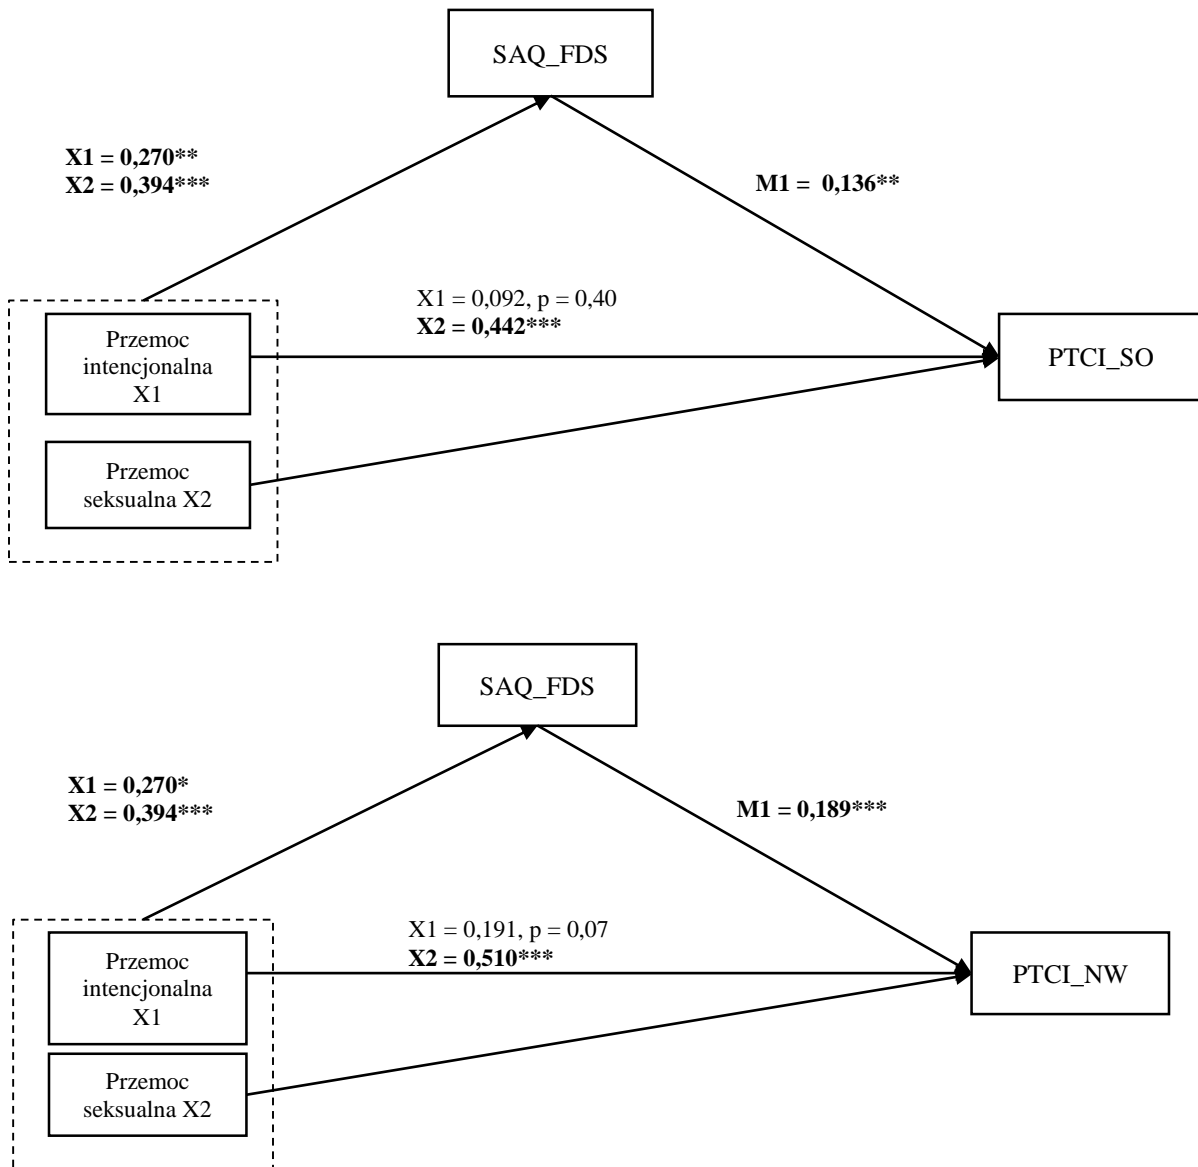 SAQ_FDS
X1 = 0,270**
X2 = 0,394***
M1 =  0,136**
X1 = 0,092, p = 0,40
X2 = 0,442***
Przemoc
intencjonalna
X1
PTCI_SO
Przemoc
seksualna X2
SAQ_FDS
X1 = 0,270*
X2 = 0,394***
M1 = 0,189***
X1 = 0,191, p = 0,07
X2 = 0,510***
Przemoc
intencjonalna
X1
PTCI_NW
Przemoc
seksualna X2